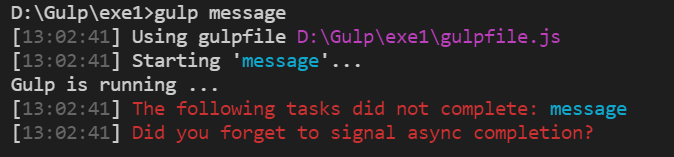 D:\Gulp\exe1>gulp message
[13:02:41] Using gulpfile D:\Gulp\exe1\gulpfile.js
[13:02:41] Starting 'message'...
Gulp is running ...
[13:02:41] The following tasks did not complete: message
[13:02:41] Did you forget to signal async completion?